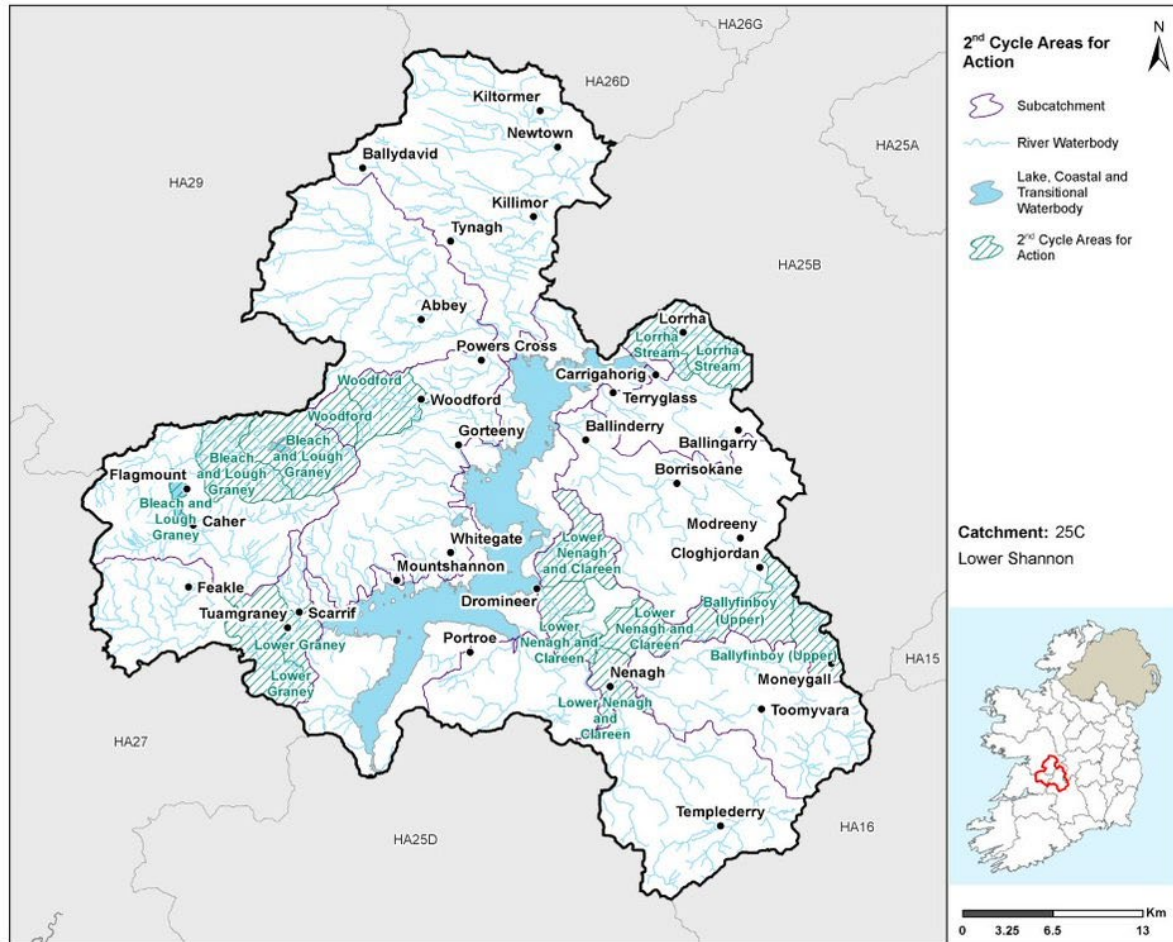 HA26G
HA26D
Kiltormer
Newtown
HA25A
Ballydavid
HA29
Killimor
Tynagh
HA25B
Abbey
Lorrha
Lorrha
Stream
Lorrha
Stream
Powers Cross
Carrigahorig
Woodford
Terryglass
Woodford
Woodford
Ballinderry
Ballingarry
Gorteeny
Bleach
and Lough
Graney
Bleach
and Lough
Graney
Borrisokane
Flagmount
Bleach and
Lough
Graney
Caher
Modreeny
Whitegate
Lower
Nenagh
and Clareen
Cloghjordan
Mountshannon
Feakle
Dromineer
Ballyfinboy
(Upper)
Tuamgraney
Scarrif
Lower
Nenagh and
Clareen
Lower
Nenagh and
Clareen
Lower Graney
Portroe
Ballyfinboy (Upper)
HA15
Lower
Graney
Nenagh
Moneygall
Lower Nenagh
and
Clareen
Toomyvara
HA27
Templederry
HA16
HA25D
2nd Cycle Areas for
Action
N
Subcatchment
River Waterbody
Lake, Coastal and
Transitional
Waterbody
2nd Cycle Areas for
Action
Catchment: 25C
Lower Shannon
Km
0 3.25 6.5 13